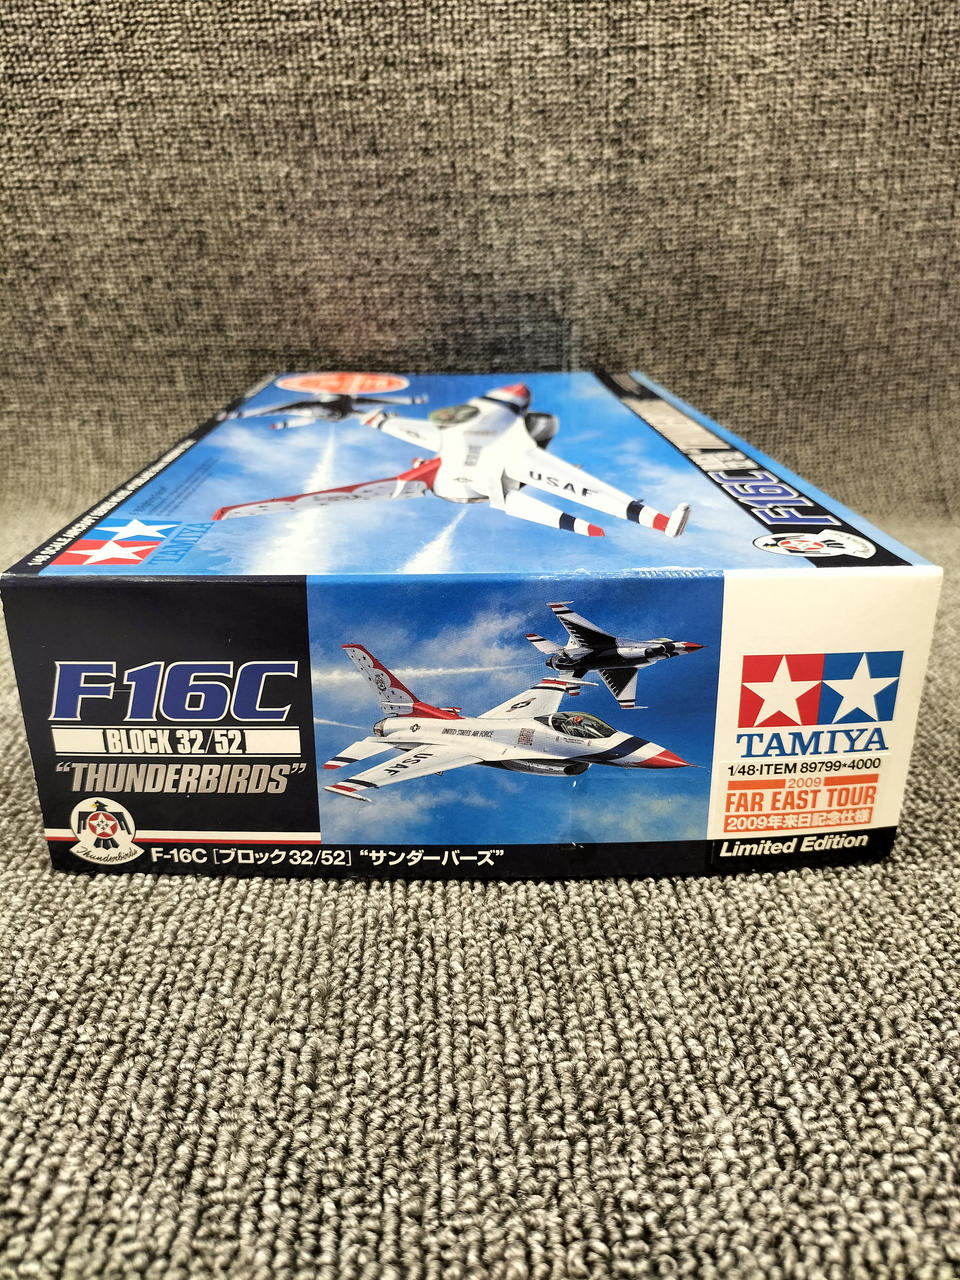 USAF
F-16C
TAMIYA
F-16C
BLOCK 32/52
"THUNDERBIRDS"
Thunderbirds
F-16C [ブロック32/52] "サンダーバーズ"
UNITED STATES AIR FORCE
USAF
TAMIYA
1/48・ITEM 89799*4000
2009
FAR EAST TOUR
2009年来日記念仕様
Limited Edition